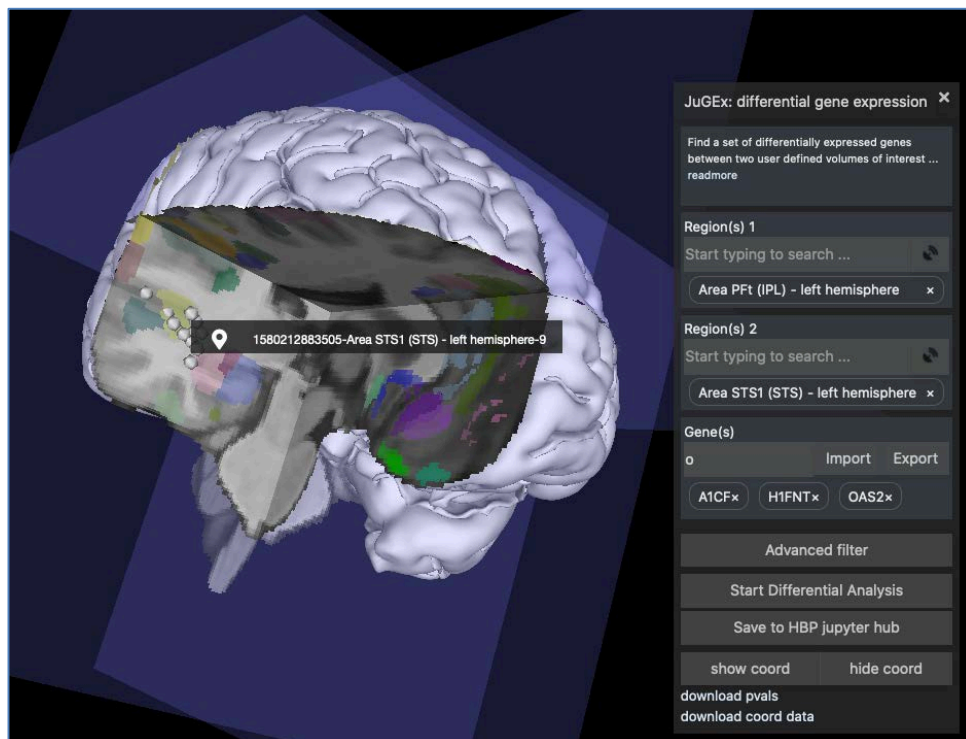 JuGEx: differential gene expression ×
Find a set of differentially expressed genes
between two user defined volumes of interest ...
readmore
Region(s) 1
Start typing to search ...
Area PFt (IPL) - left hemisphere ×
Region(s) 2
Start typing to search ...
Area STS1 (STS) - left hemisphere ×
Gene(s)
o Import Export
A1CF× H1FNT× OAS2×
Advanced filter
Start Differential Analysis
Save to HBP jupyter hub
show coord hide coord
download pvals
download coord data
1580212883505-Area STS1 (STS) - left hemisphere-9